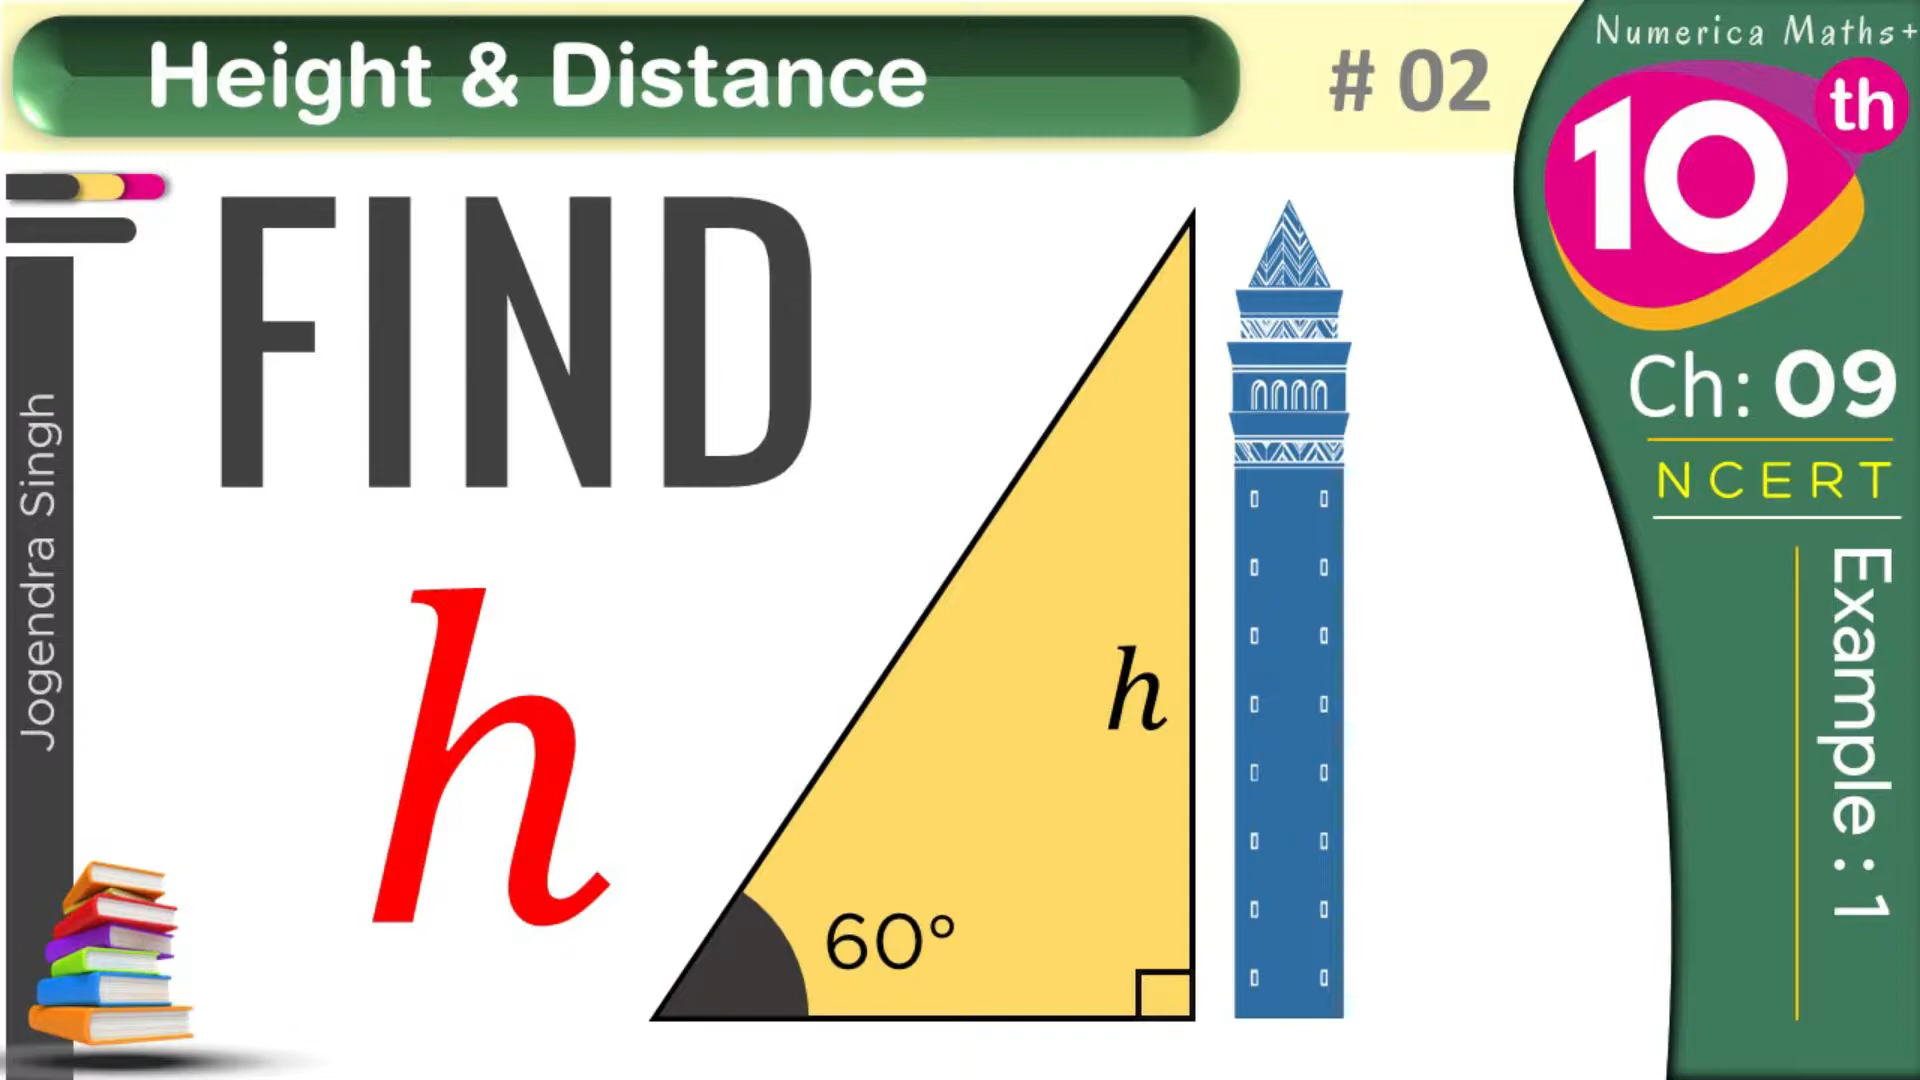 Height & Distance
# 02
Numerica Maths+
10th
Ch: 09
NCERT
Example : 1
Jogendra Singh
FIND
h
h
60°